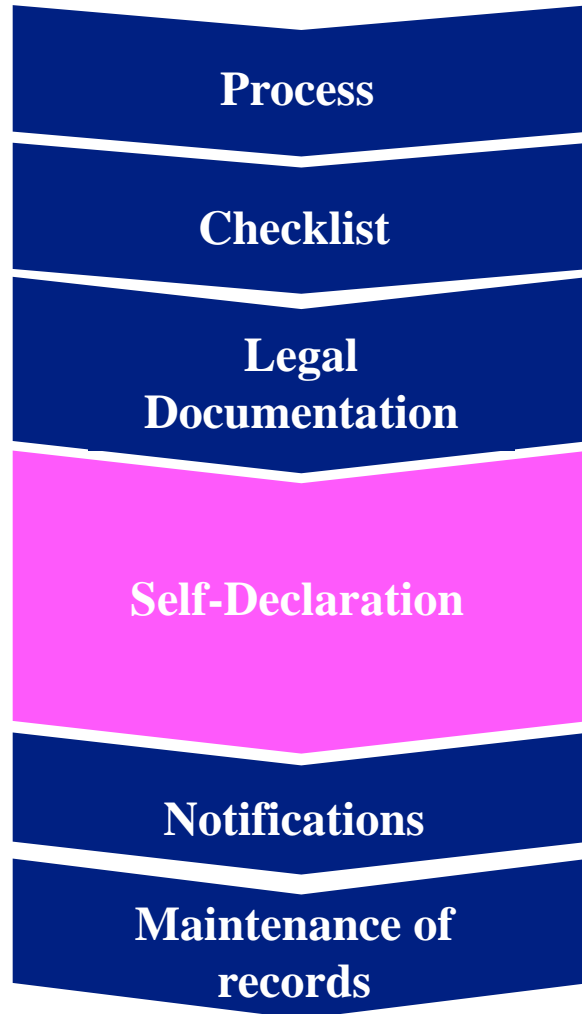 Process
Checklist
Legal
Documentation
Self-Declaration
Notifications
Maintenance of
records